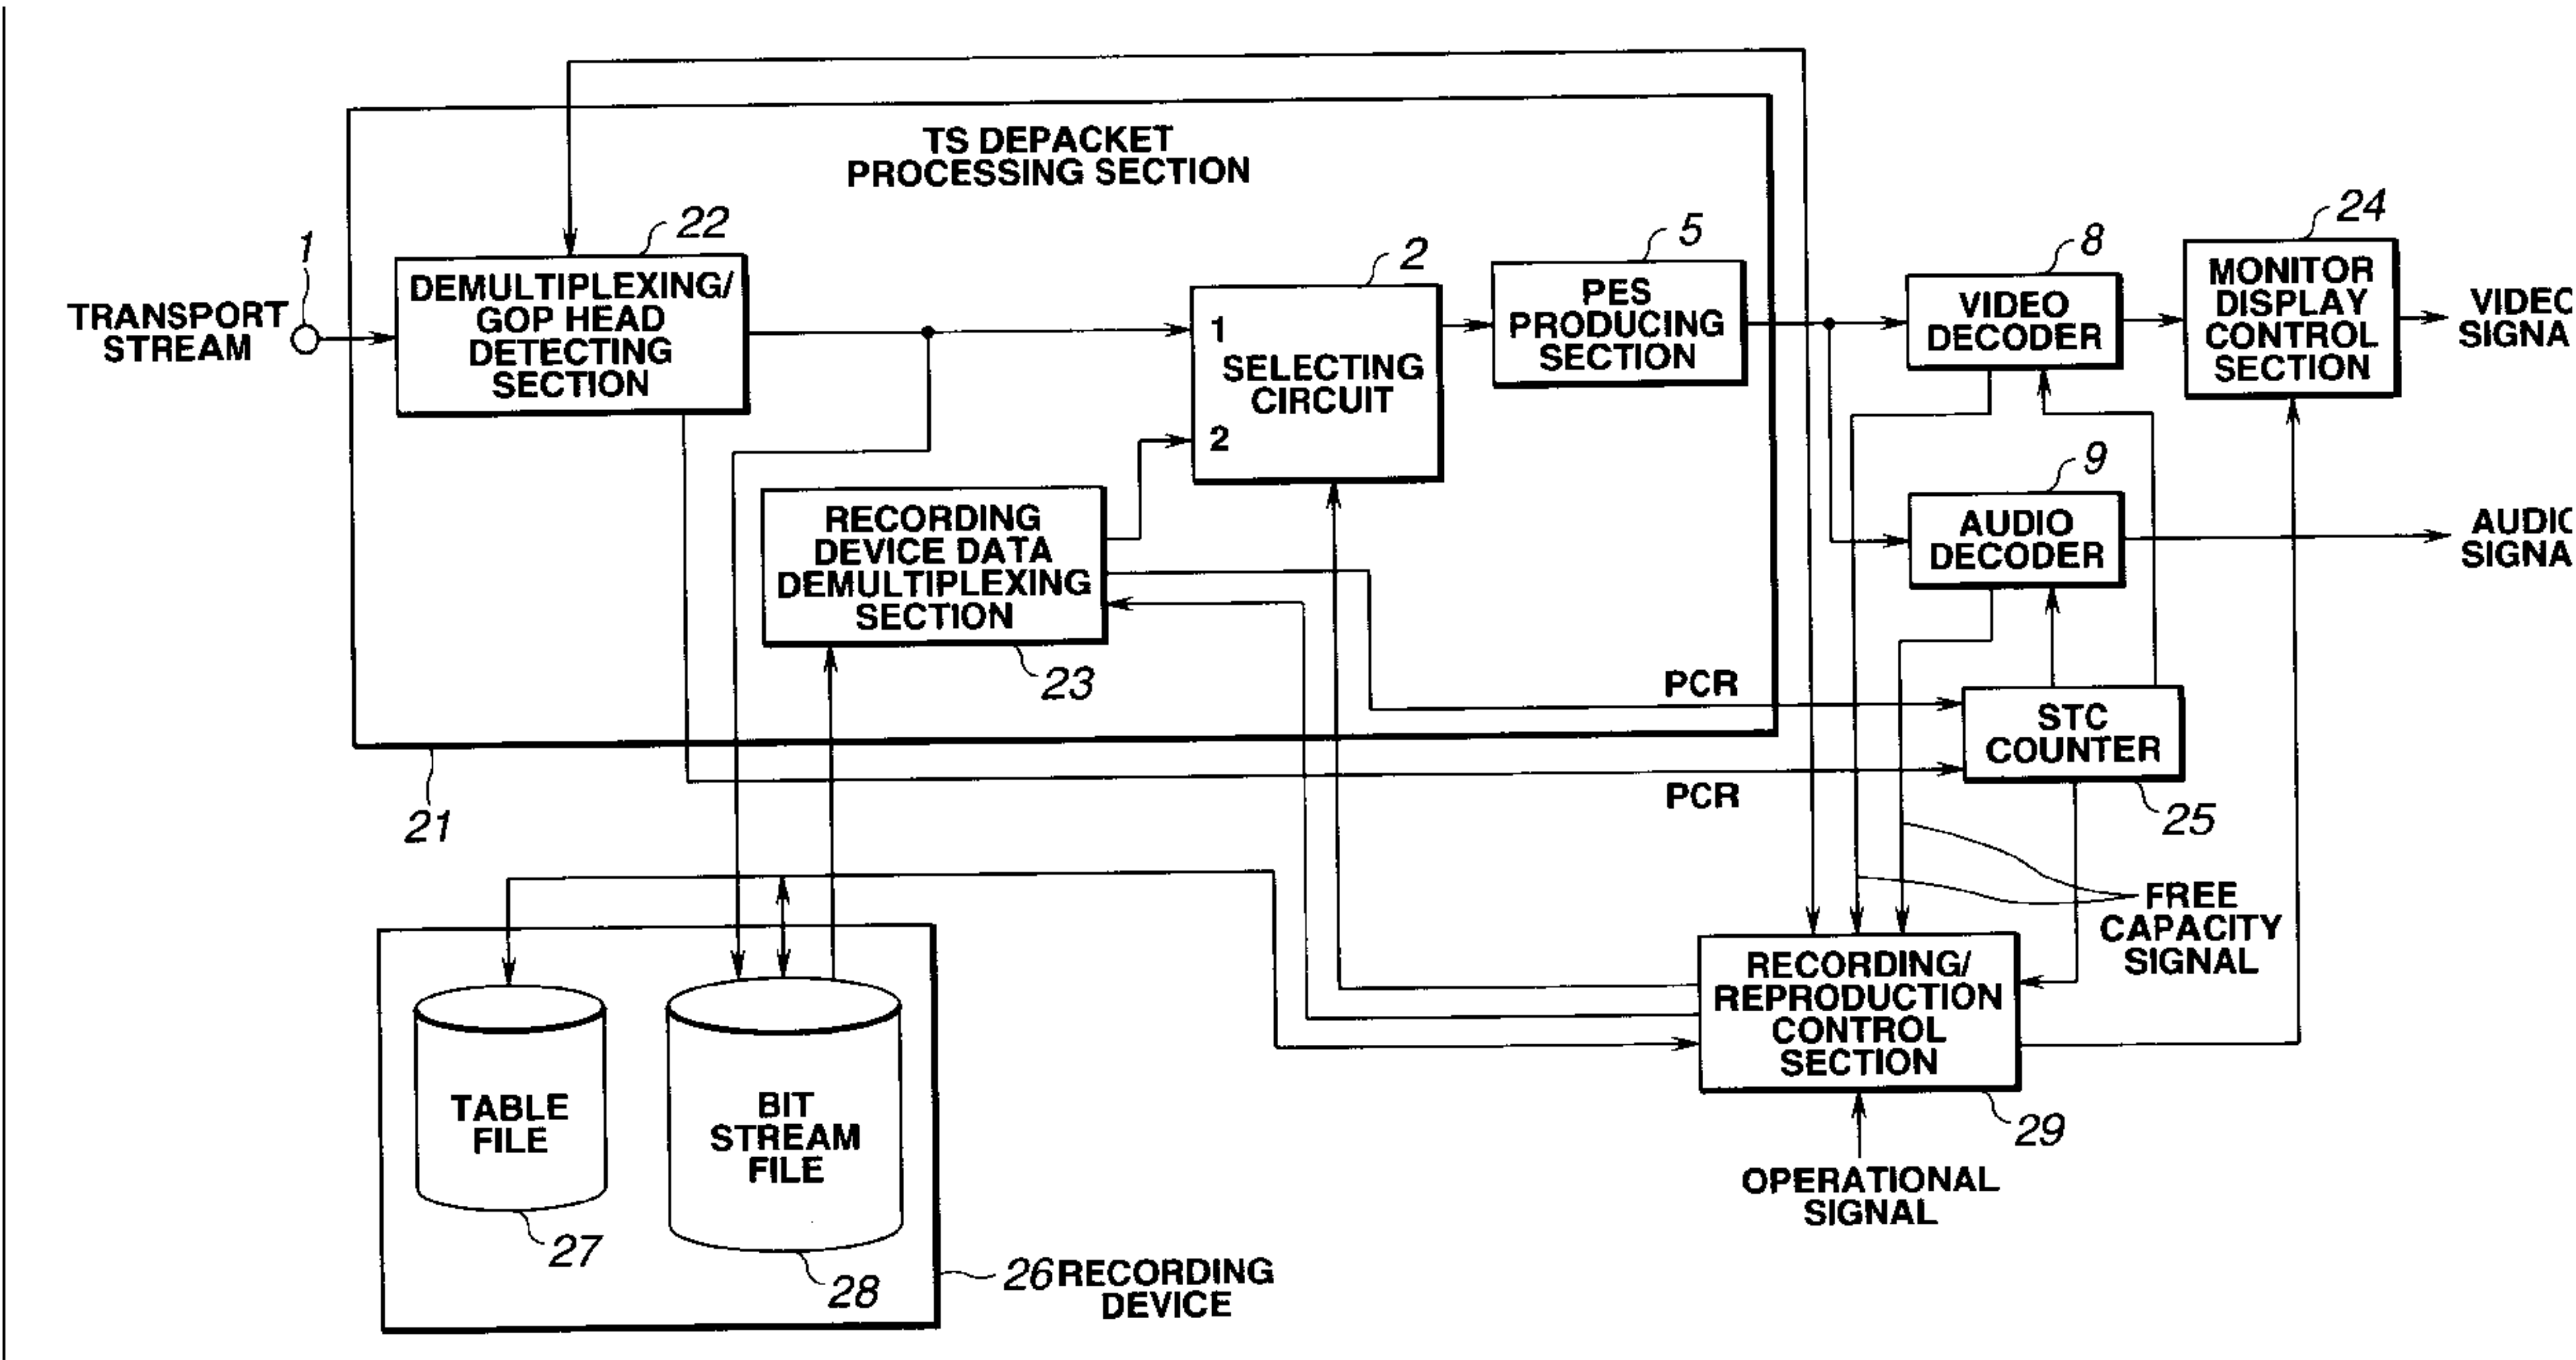 TS DEPACKET
PROCESSING SECTION
1
TRANSPORT
STREAM
22
DEMULTIPLEXING/
GOP HEAD
DETECTING
SECTION
2
1
SELECTING
CIRCUIT
2
5
PES
PRODUCING
SECTION
8
VIDEO
DECODER
24
MONITOR
DISPLAY
CONTROL
SECTION
VIDEO
SIGNA
9
AUDIO
DECODER
AUDIO
SIGNA
RECORDING
DEVICE DATA
DEMULTIPLEXING
SECTION
23
PCR
STC
COUNTER
25
PCR
21
FREE
CAPACITY
SIGNAL
RECORDING/
REPRODUCTION
CONTROL
SECTION
29
OPERATIONAL
SIGNAL
TABLE
FILE
27
BIT
STREAM
FILE
28
26 RECORDING
DEVICE